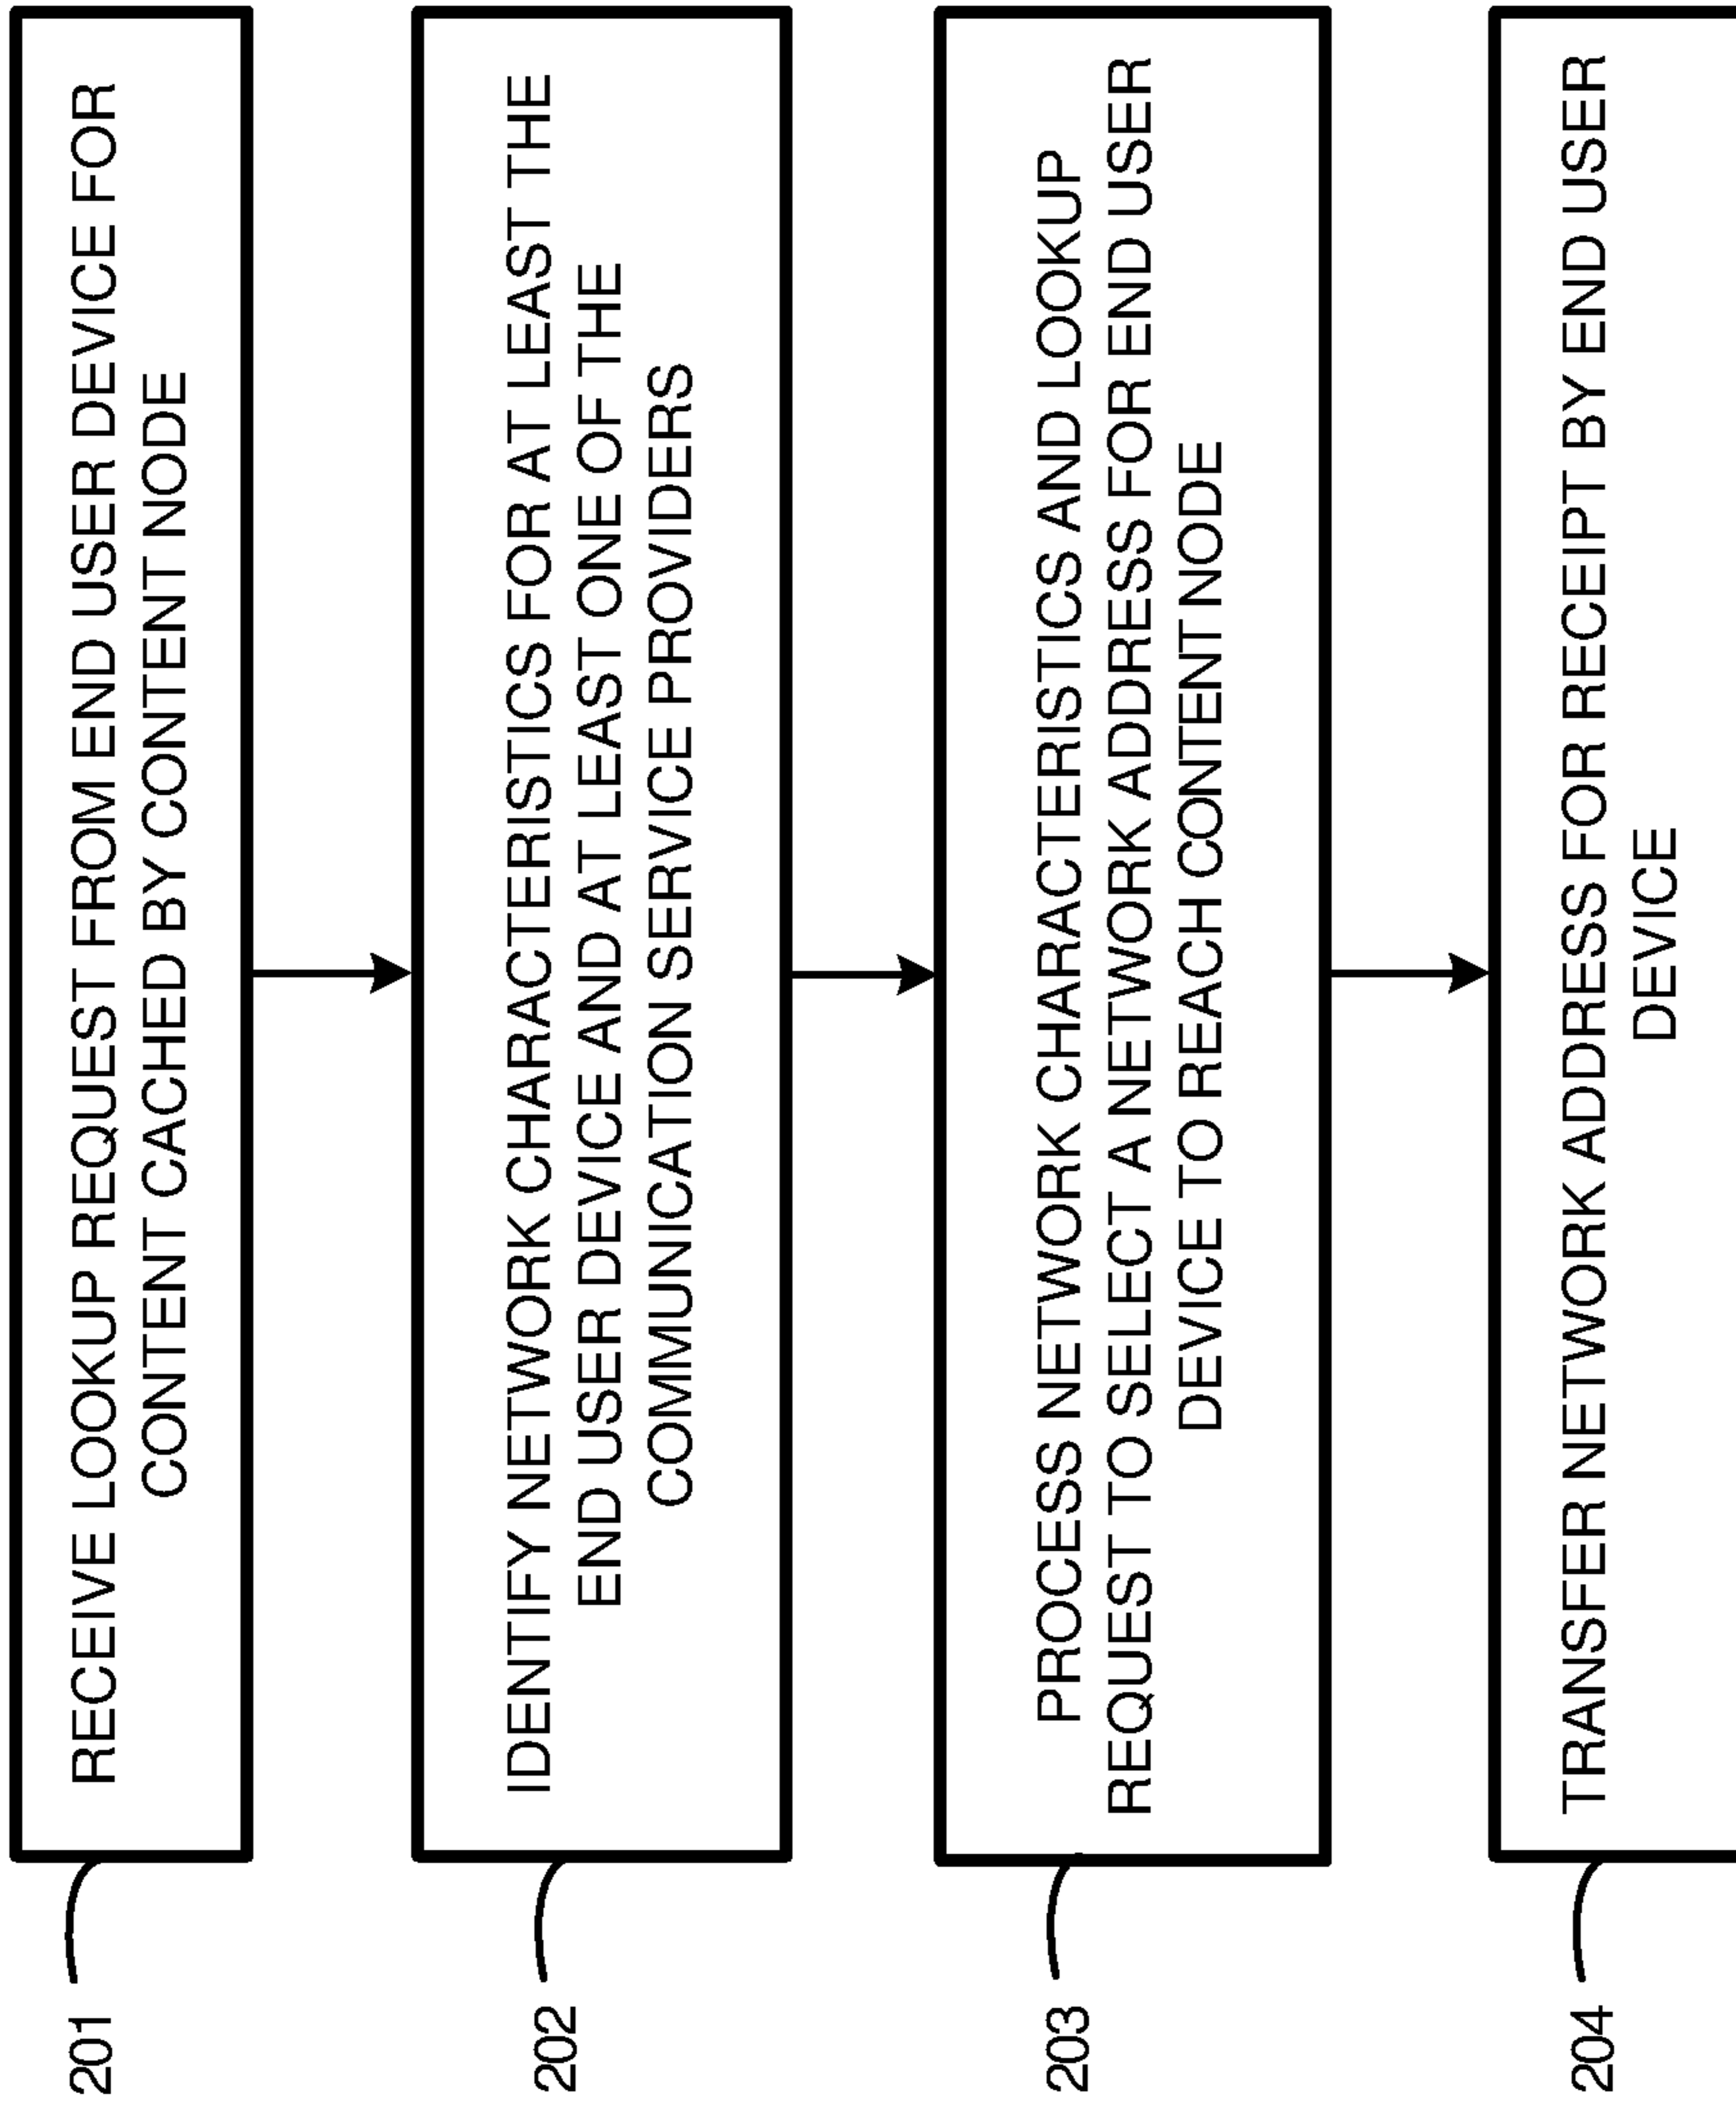 201
RECEIVE LOOKUP REQUEST FROM END USER DEVICE FOR
CONTENT CACHED BY CONTENT NODE
202
IDENTIFY NETWORK CHARACTERISTICS FOR AT LEAST THE
END USER DEVICE AND AT LEAST ONE OF THE
COMMUNICATION SERVICE PROVIDERS
203
PROCESS NETWORK CHARACTERISTICS AND LOOKUP
REQUEST TO SELECT A NETWORK ADDRESS FOR END USER
DEVICE TO REACH CONTENT NODE
204
TRANSFER NETWORK ADDRESS FOR RECEIPT BY END USER
DEVICE